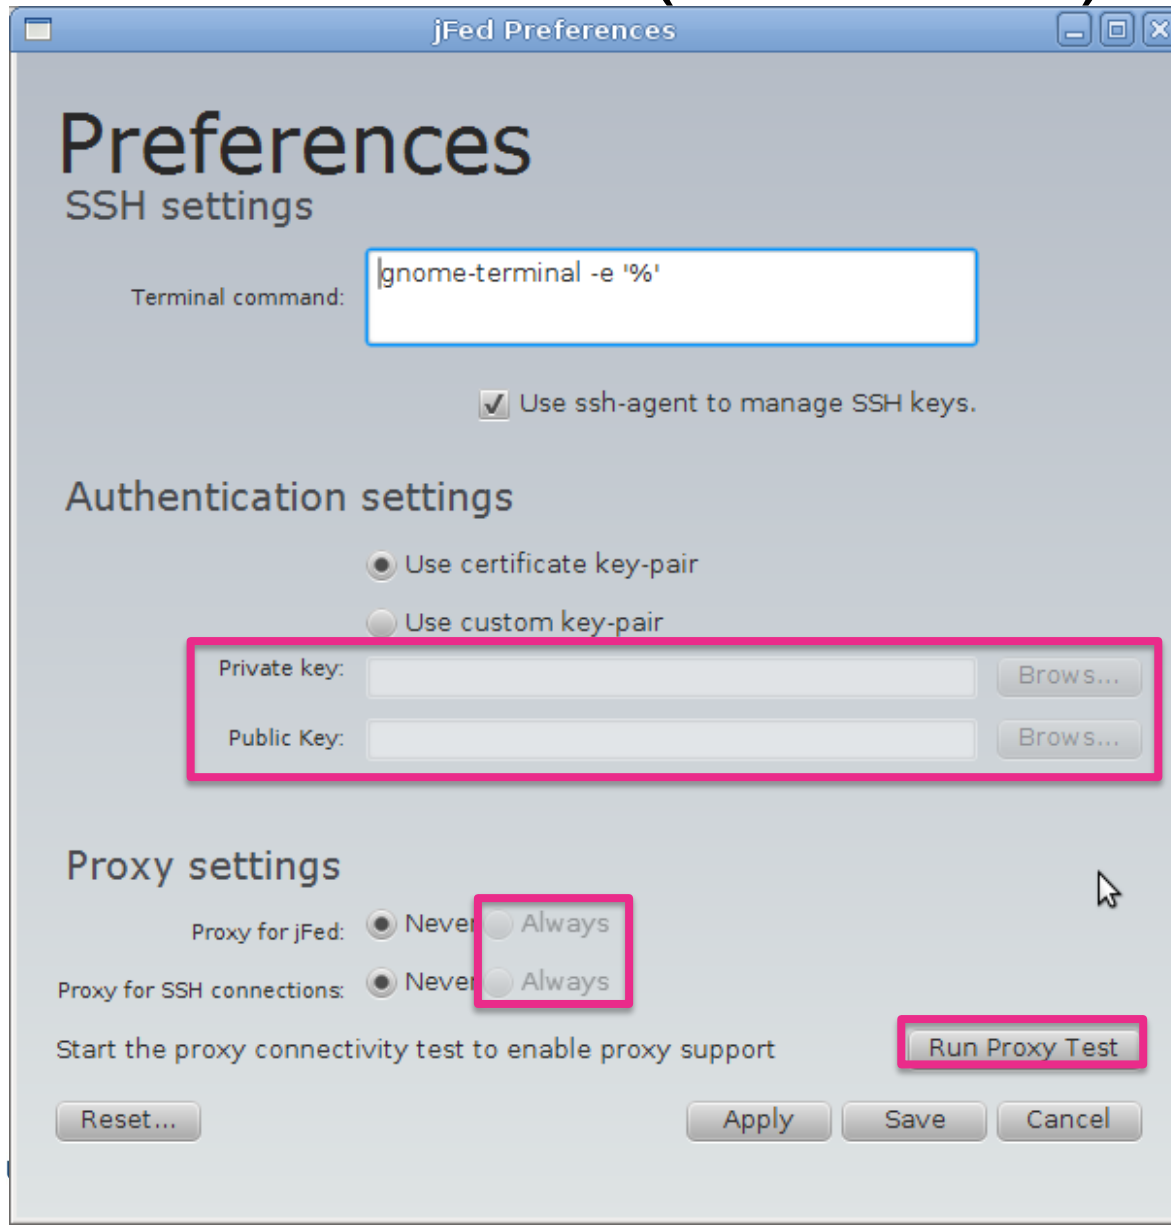 jFed Preferences
Preferences
SSH settings
Terminal command:
gnome-terminal -e '%'
Use ssh-agent to manage SSH keys.
Authentication settings
Use certificate key-pair
Use custom key-pair
Private key:
Brows...
Public Key:
Brows...
Proxy settings
Proxy for jFed: Never Always
Proxy for SSH connections: Never Always
Start the proxy connectivity test to enable proxy support Run Proxy Test
Reset... Apply Save Cancel